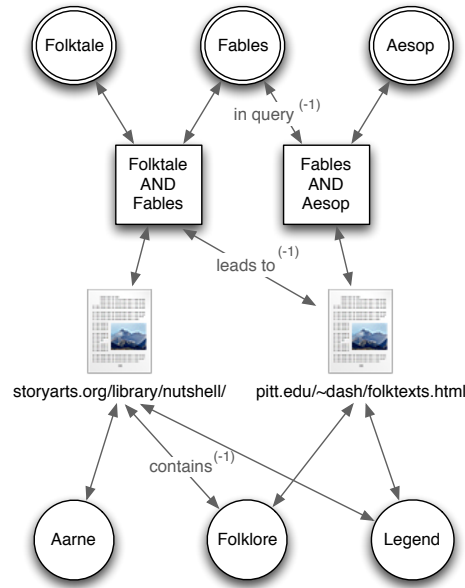 Folktale
Fables
Aesop
in query (-1)
Folktale
AND
Fables
Fables
AND
Aesop
leads to (-1)
storyarts.org/library/nutshell/
pitt.edu/~dash/folktexts.html
contains (-1)
Aarne
Folklore
Legend